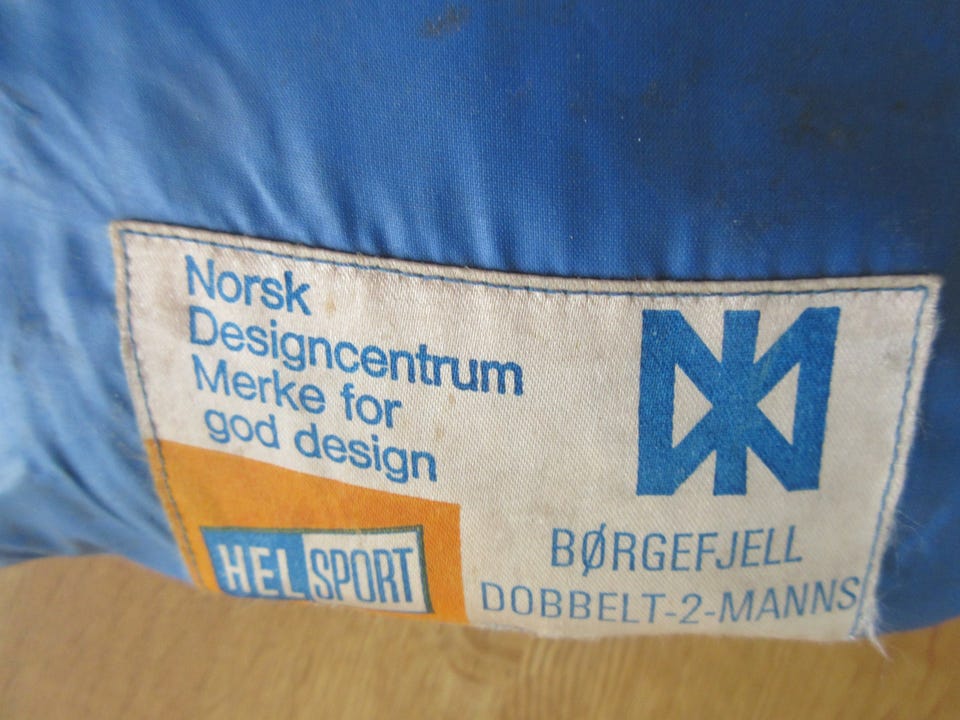 Norsk
Designcentrum
Merke for
god design
HELSPORT
BØRGEFJELL
DOBBELT-2-MANNS